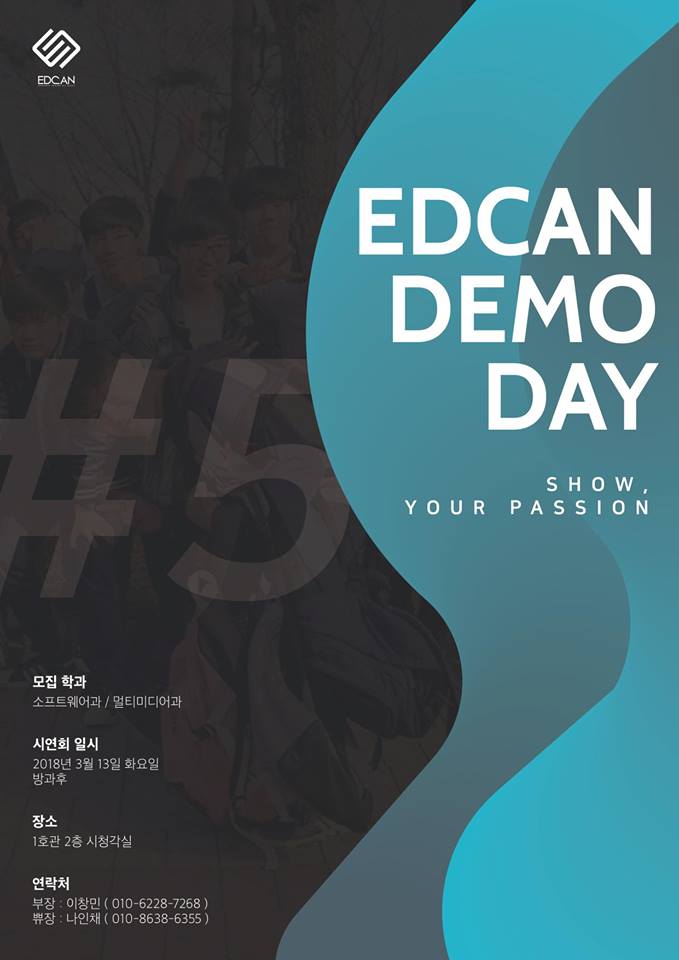 EDCAN
EDCAN
DEMO
DAY
SHOW,
YOUR PASSION
#5
모집 학과
소프트웨어과 / 멀티미디어과
시연회 일시
2018년 3월 13일 화요일
방과후
장소
1호관 2층 시청각실
연락처
부장 : 이창민 ( 010-6228-7268 )
쀼장 : 나인채 ( 010-8638-6355 )